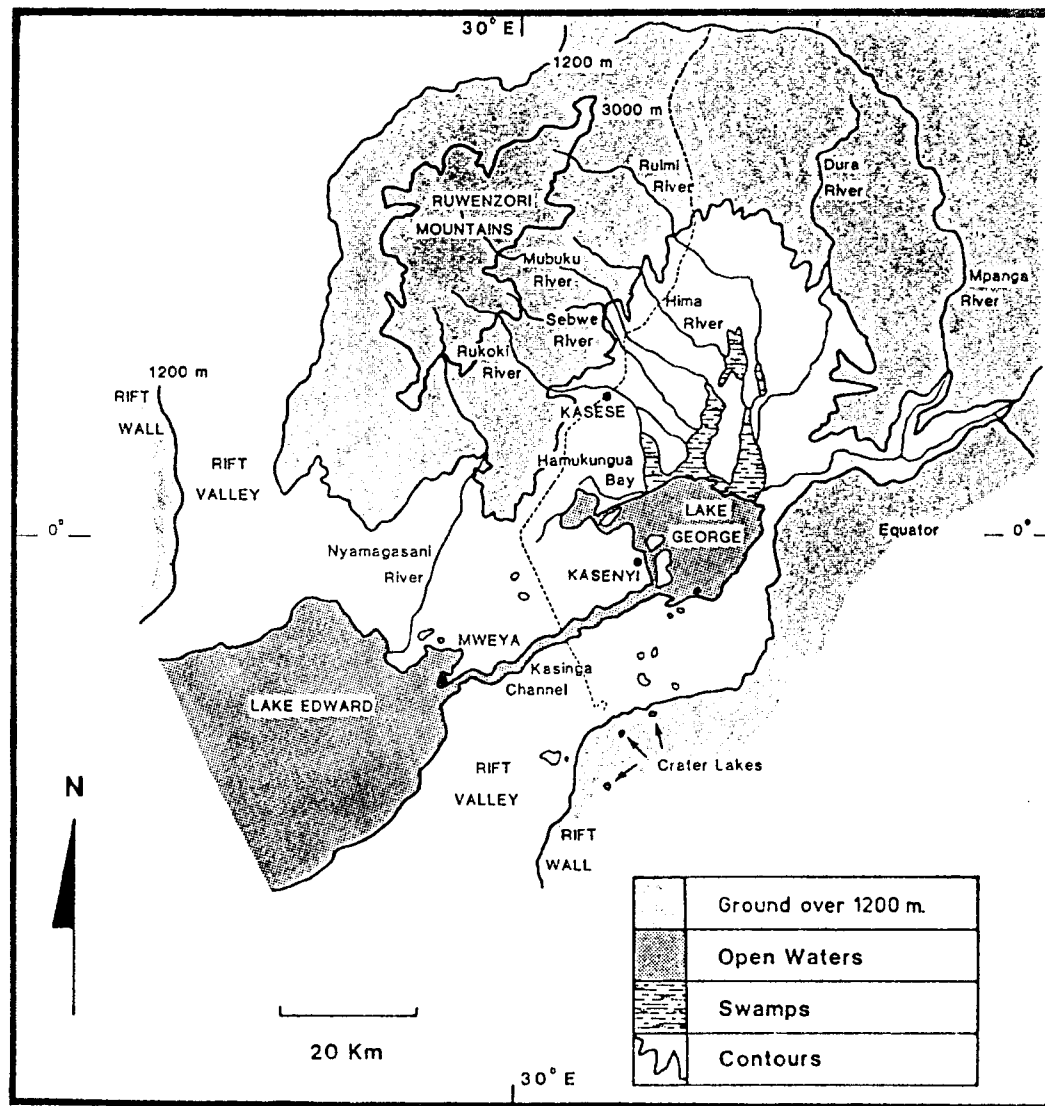 30° E
1200 m
3000 m
Ruimi
River
Dura
River
RUWENZORI
MOUNTAINS
Mubuku
River
Mpanga
River
Hima
River
Sebwe
River
Rukoki
River
1200 m
RIFT
WALL
KASESE
RIFT
VALLEY
Hamukungua
Bay
LAKE
GEORGE
0°
Equator
0°
Nyamagasani
River
KASENYI
MWEYA
Kasinga
Channel
LAKE EDWARD
RIFT
VALLEY
Crater Lakes
N
RIFT
WALL
Ground over 1200 m.
Open Waters
Swamps
Contours
20 Km
30° E